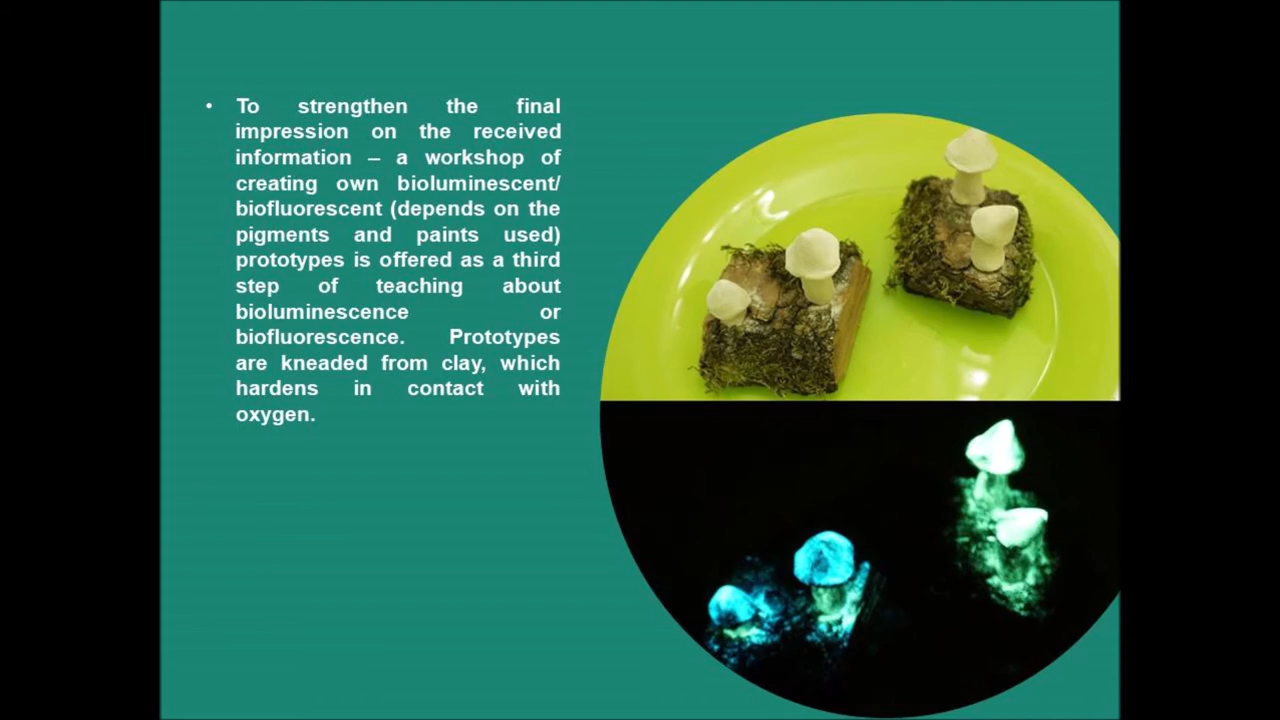 • To strengthen the final
impression on the received
information – a workshop of
creating own bioluminescent/
biofluorescent (depends on the
pigments and paints used)
prototypes is offered as a third
step of teaching about
bioluminescence or
biofluorescence. Prototypes
are kneaded from clay, which
hardens in contact with
oxygen.